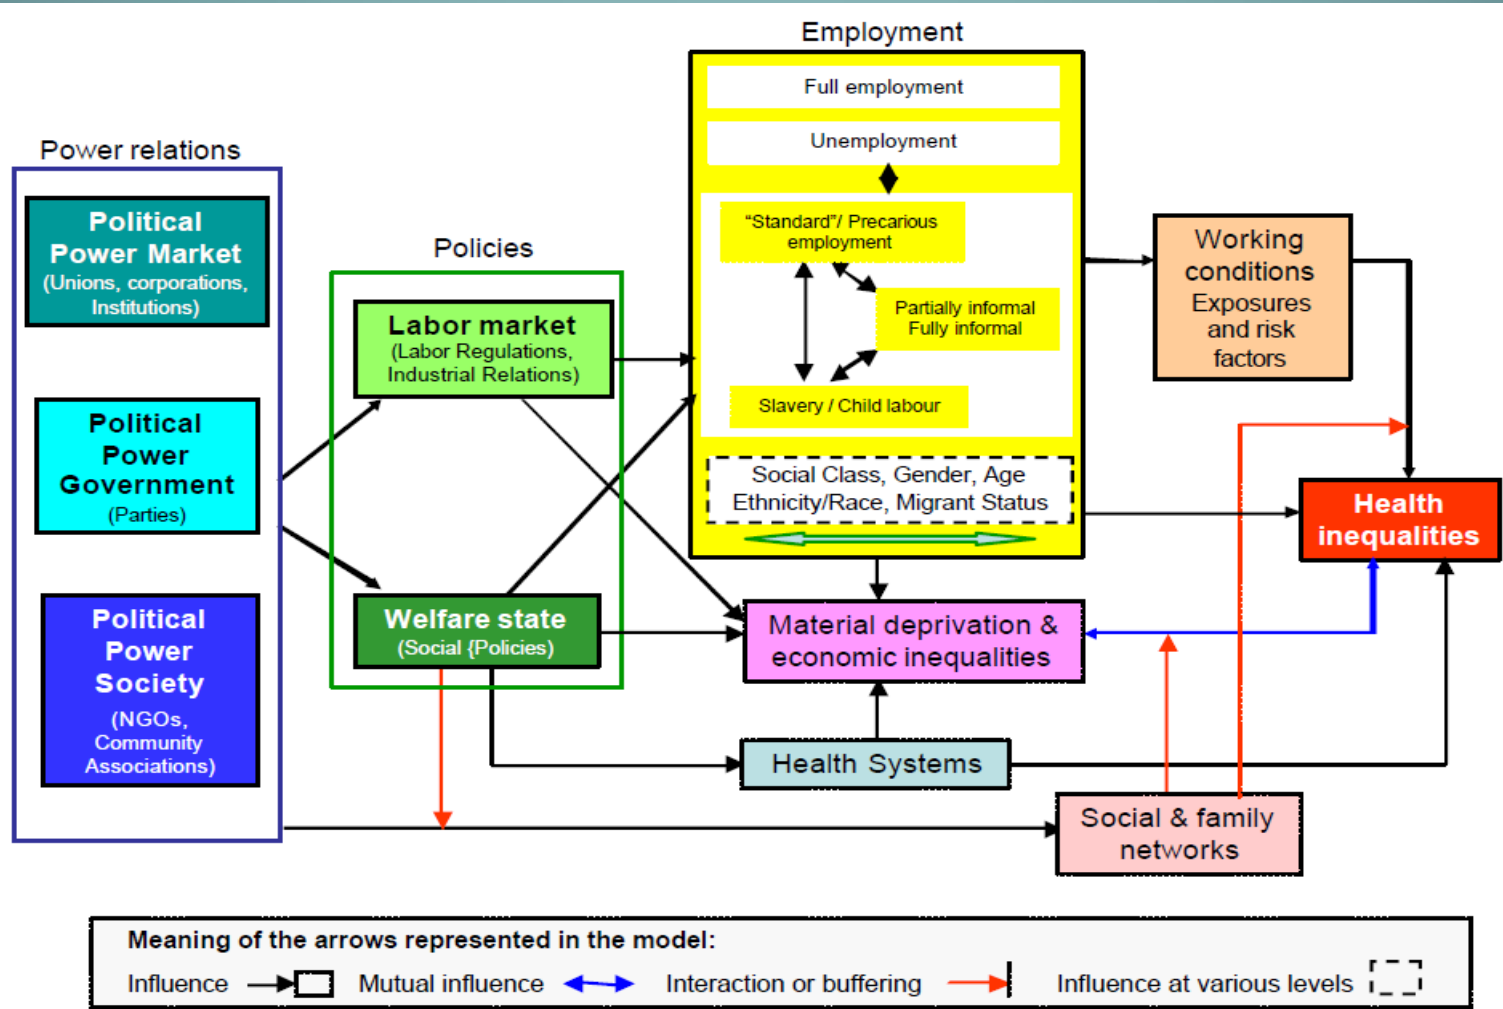 Employment
Full employment
Unemployment
"Standard"/ Precarious
employment
Partially informal
Fully informal
Slavery / Child labour
Social Class, Gender, Age
Ethnicity/Race, Migrant Status
Power relations
Political
Power Market
(Unions, corporations,
Institutions)
Political
Power
Government
(Parties)
Political
Power
Society
(NGOs,
Community
Associations)
Policies
Labor market
(Labor Regulations,
Industrial Relations)
Welfare state
(Social {Policies)
Working
conditions
Exposures
and risk
factors
Health
inequalities
Material deprivation &
economic inequalities
Health Systems
Social & family
networks
Meaning of the arrows represented in the model:
Influence Mutual influence Interaction or buffering Influence at various levels